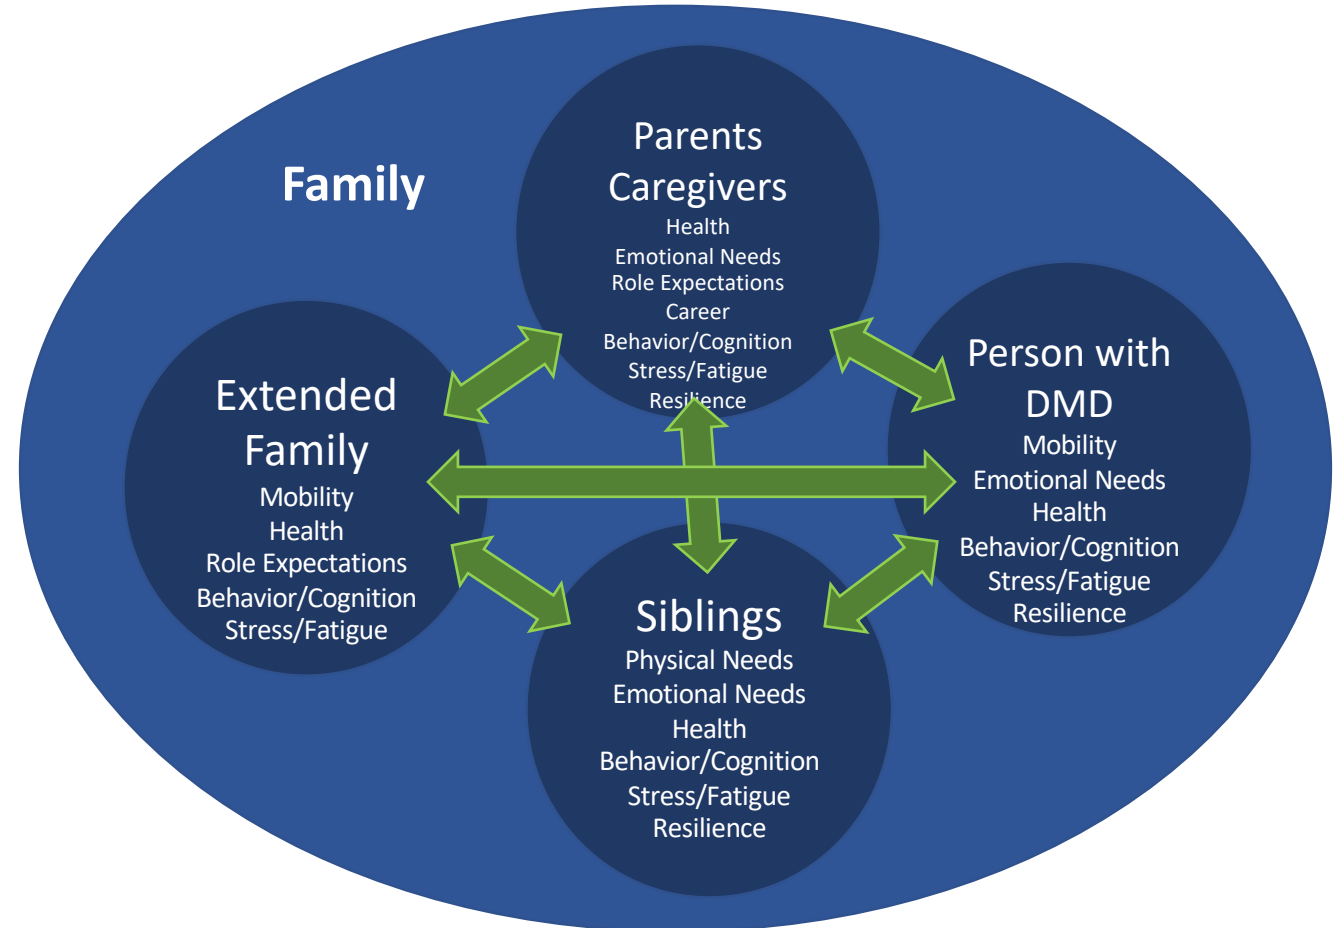 Family
Parents
Caregivers
Health
Emotional Needs
Role Expectations
Career
Behavior/Cognition
Stress/Fatigue
Resilience
Extended
Family
Mobility
Health
Role Expectations
Behavior/Cognition
Stress/Fatigue
Person with
DMD
Mobility
Emotional Needs
Health
Behavior/Cognition
Stress/Fatigue
Resilience
Siblings
Physical Needs
Emotional Needs
Health
Behavior/Cognition
Stress/Fatigue
Resilience